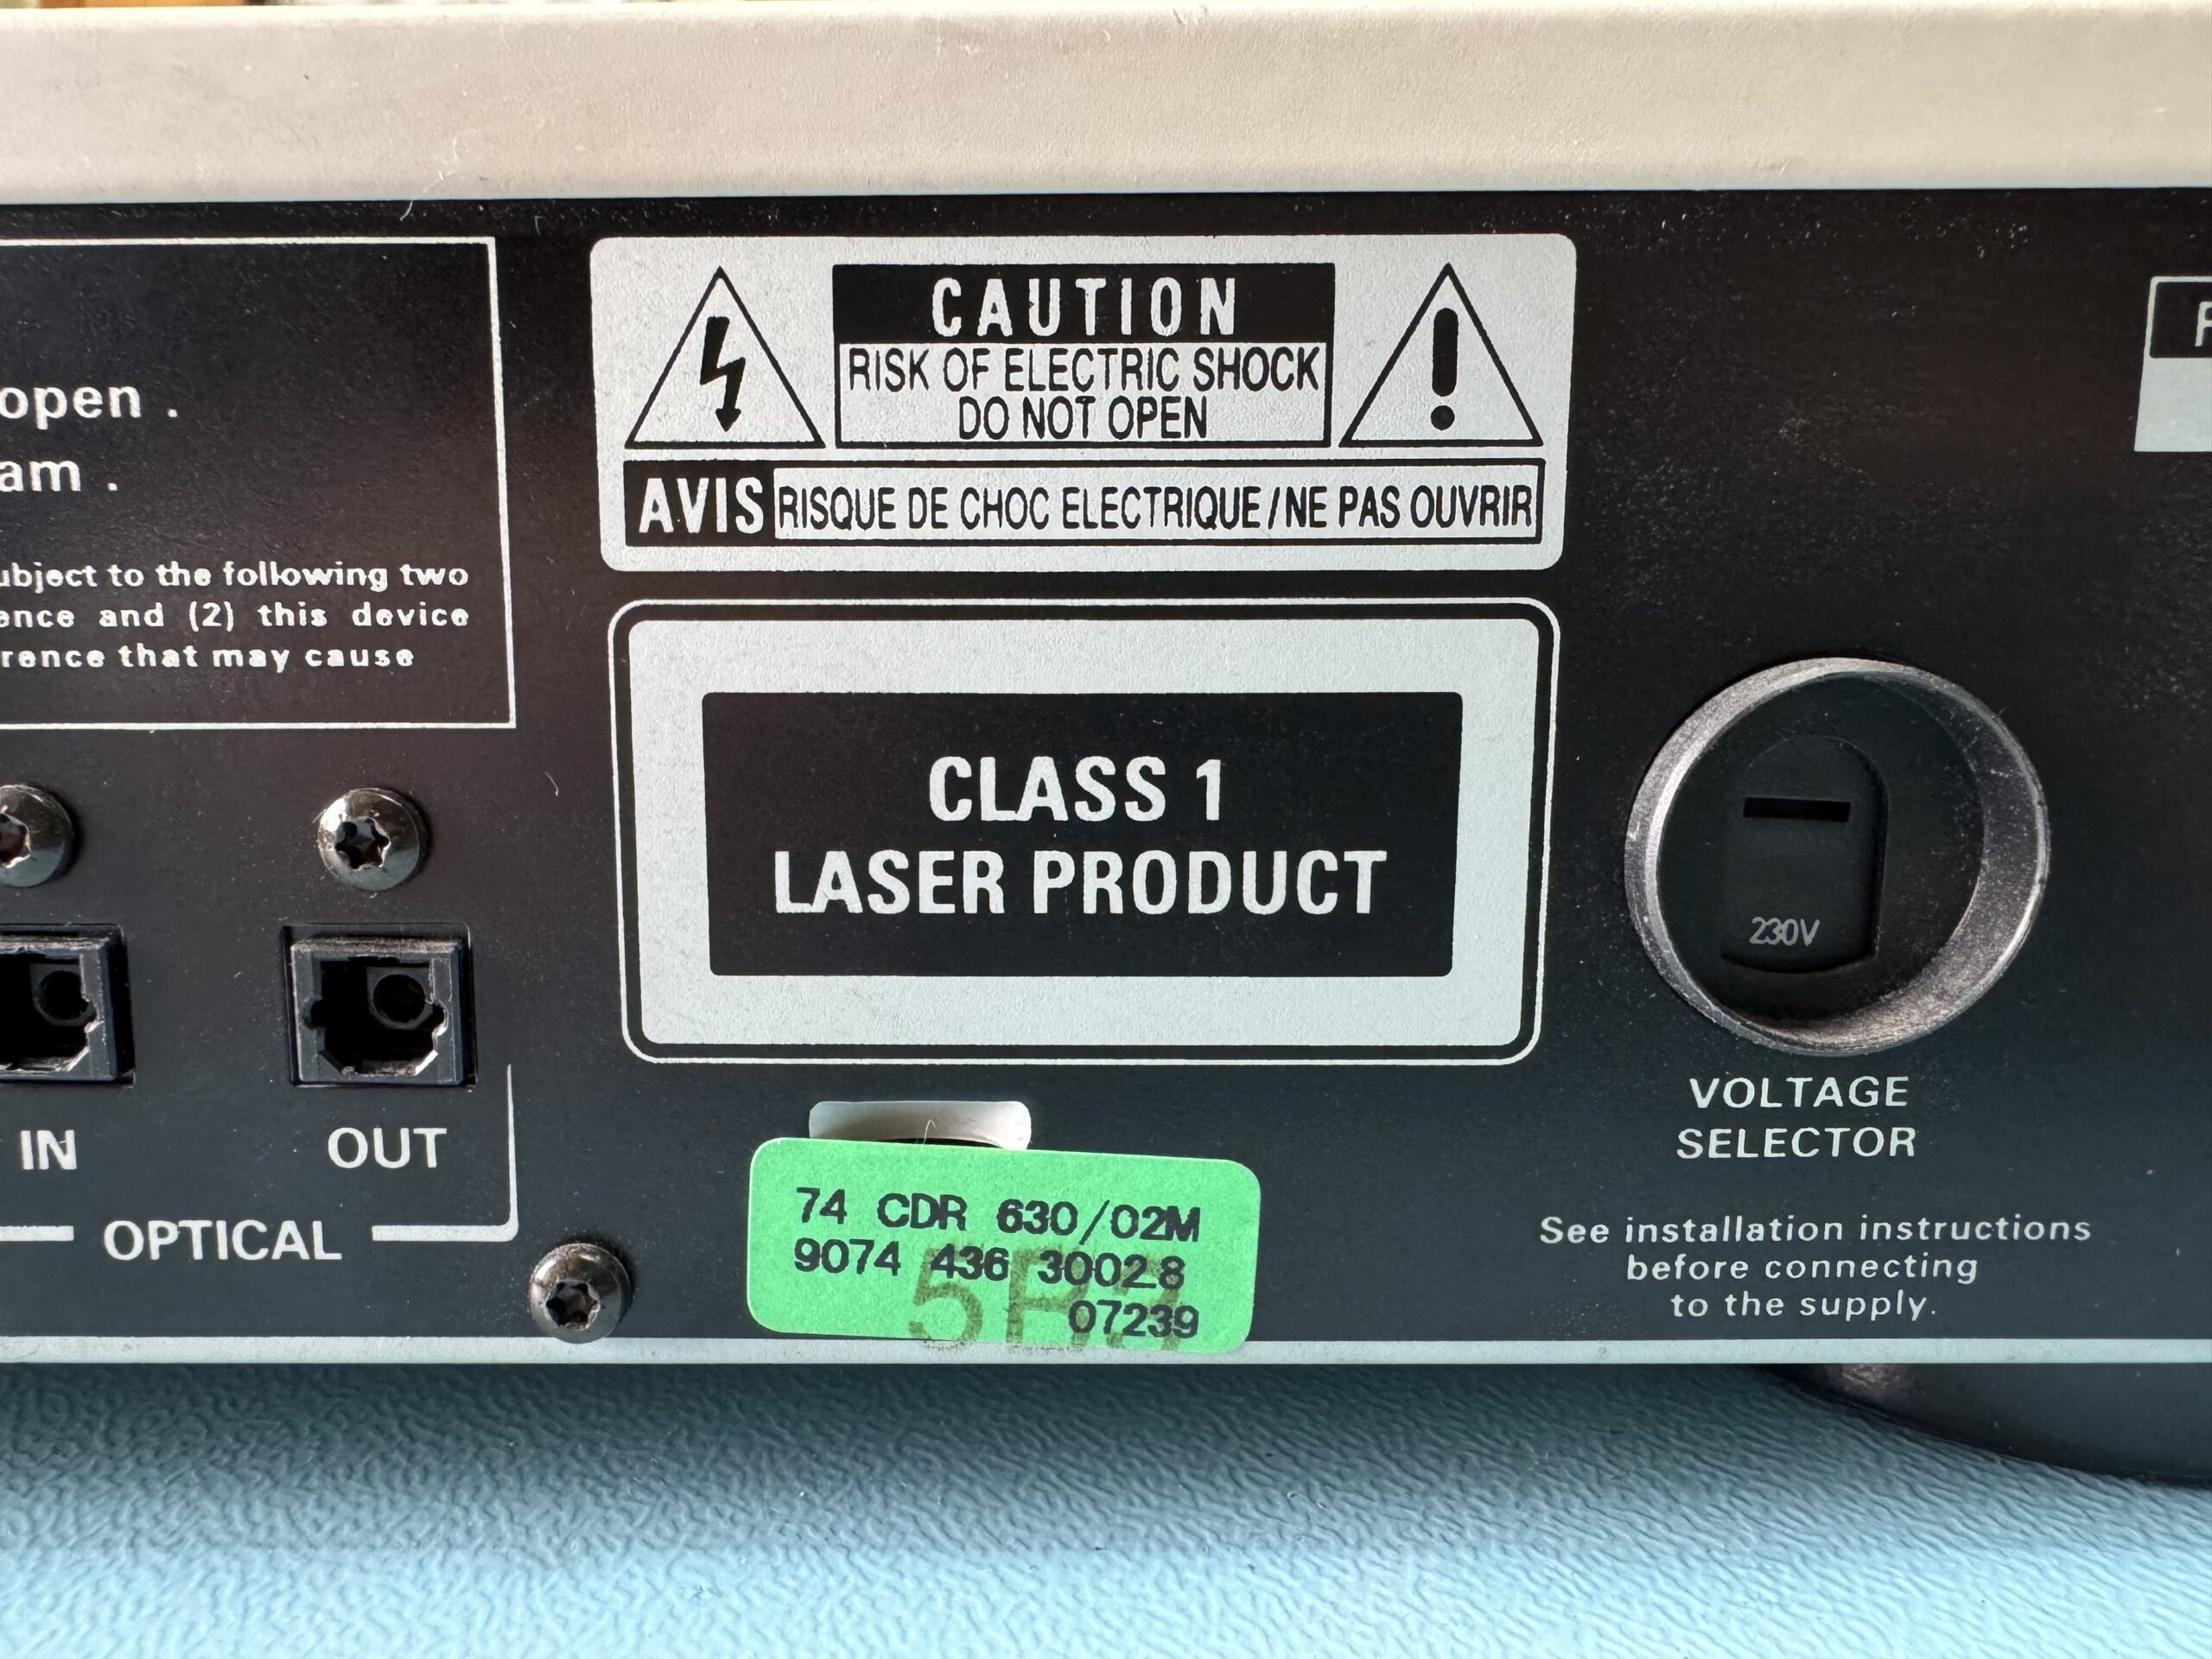 open .
am .
ubject to the following two
ence and (2) this device
rence that may cause
IN
OUT
OPTICAL
CAUTION
RISK OF ELECTRIC SHOCK
DO NOT OPEN
AVIS RISQUE DE CHOC ELECTRIQUE/NE PAS OUVRIR
CLASS 1
LASER PRODUCT
74 CDR 630/02M
9074 436 30028
07239
230V
VOLTAGE
SELECTOR
See installation instructions
before connecting
to the supply.